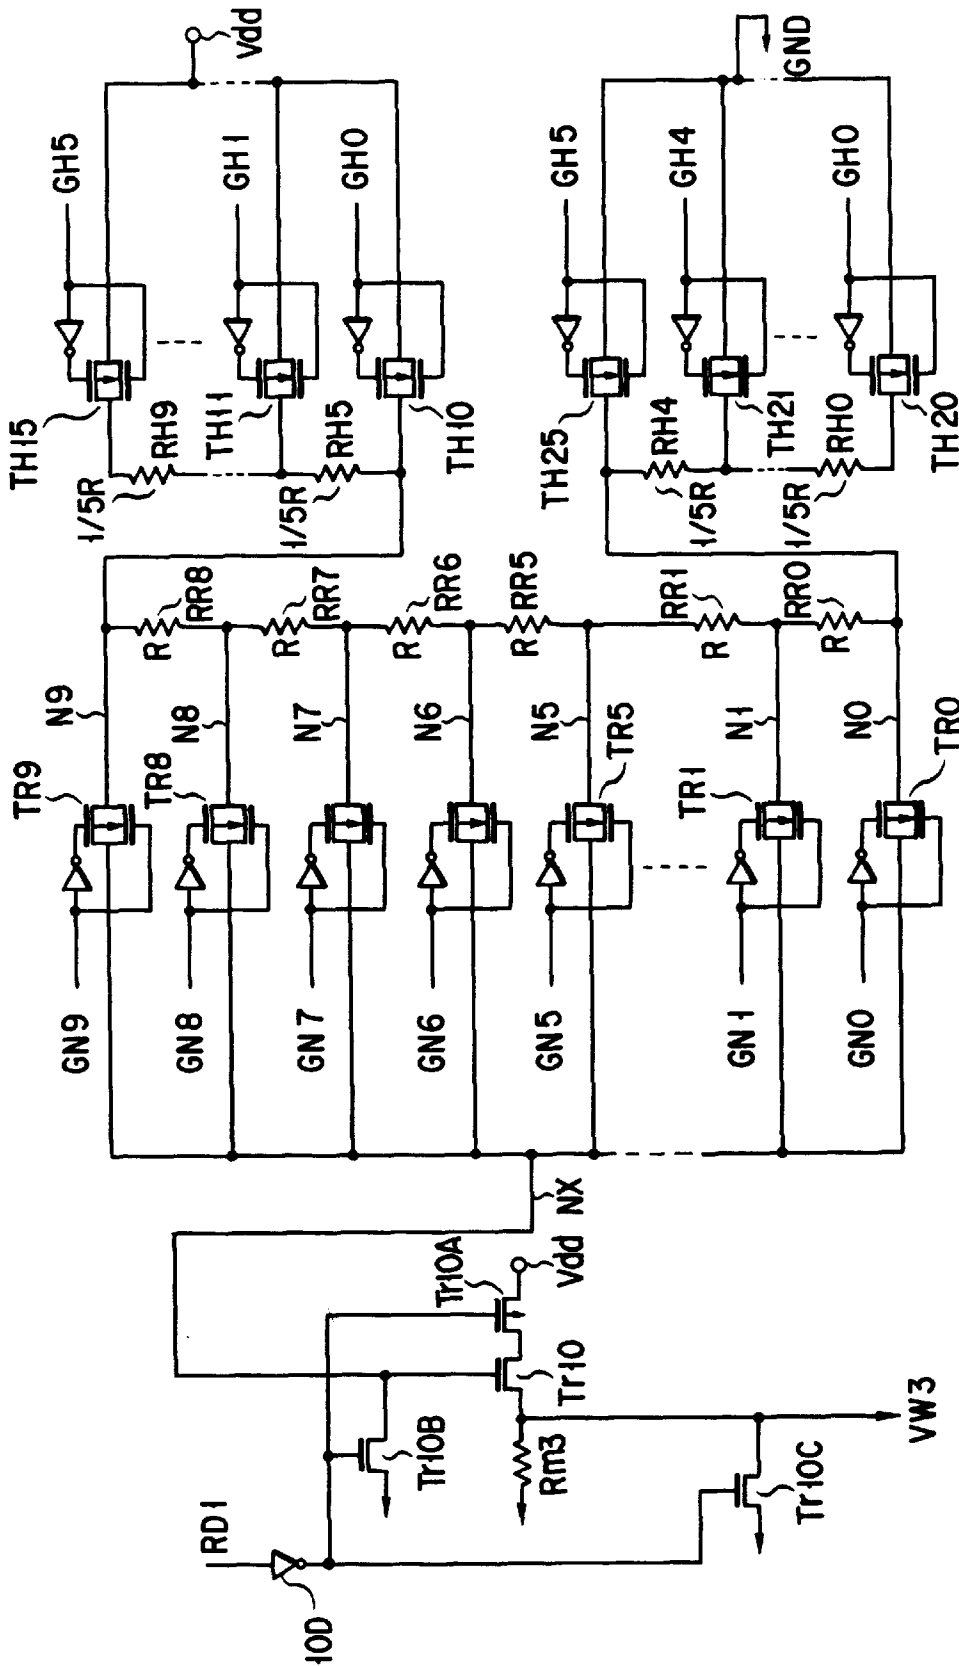 Vdd
GH5
GH1
GH0
TH15
RH9
1/5R
TH11
RH5
1/5R
TH10
GND
GH5
GH4
GH0
TH25
RH4
1/5R
TH21
RH0
1/5R
TH20
RR8
R
RR7
R
RR6
R
RR5
R
RR1
R
RR0
R
N9
N8
N7
N6
N5
N1
N0
TR9
TR8
TR5
TR1
TR0
GN9
GN8
GN7
GN6
GN5
GN1
GN0
NX
Tr10A
Vdd
Tr10
Tr10B
Rm3
VW3
Tr10C
RD1
10D